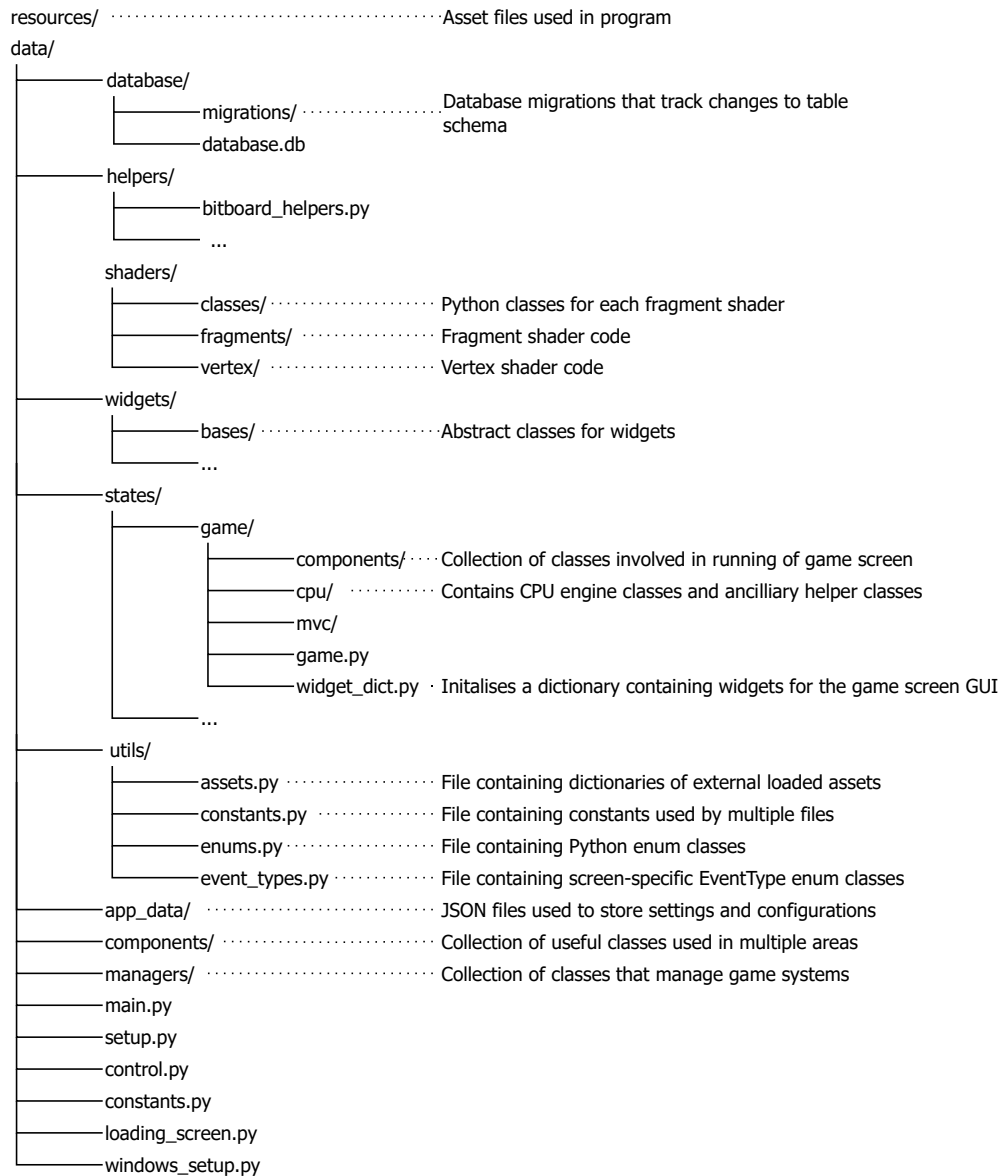 resources/ Asset files used in program
data/
database/
migrations/ Database migrations that track changes to table
schema
database.db
helpers/
bitboard_helpers.py
...
shaders/
classes/ Python classes for each fragment shader
fragments/ Fragment shader code
vertex/ Vertex shader code
widgets/
bases/ Abstract classes for widgets
...
states/
game/
components/ Collection of classes involved in running of game screen
cpu/ Contains CPU engine classes and ancilliary helper classes
mvc/
game.py
widget_dict.py Initalises a dictionary containing widgets for the game screen GUI
...
utils/
assets.py File containing dictionaries of external loaded assets
constants.py File containing constants used by multiple files
enums.py File containing Python enum classes
event_types.py File containing screen-specific EventType enum classes
app_data/ JSON files used to store settings and configurations
components/ Collection of useful classes used in multiple areas
managers/ Collection of classes that manage game systems
main.py
setup.py
control.py
constants.py
loading_screen.py
windows_setup.py